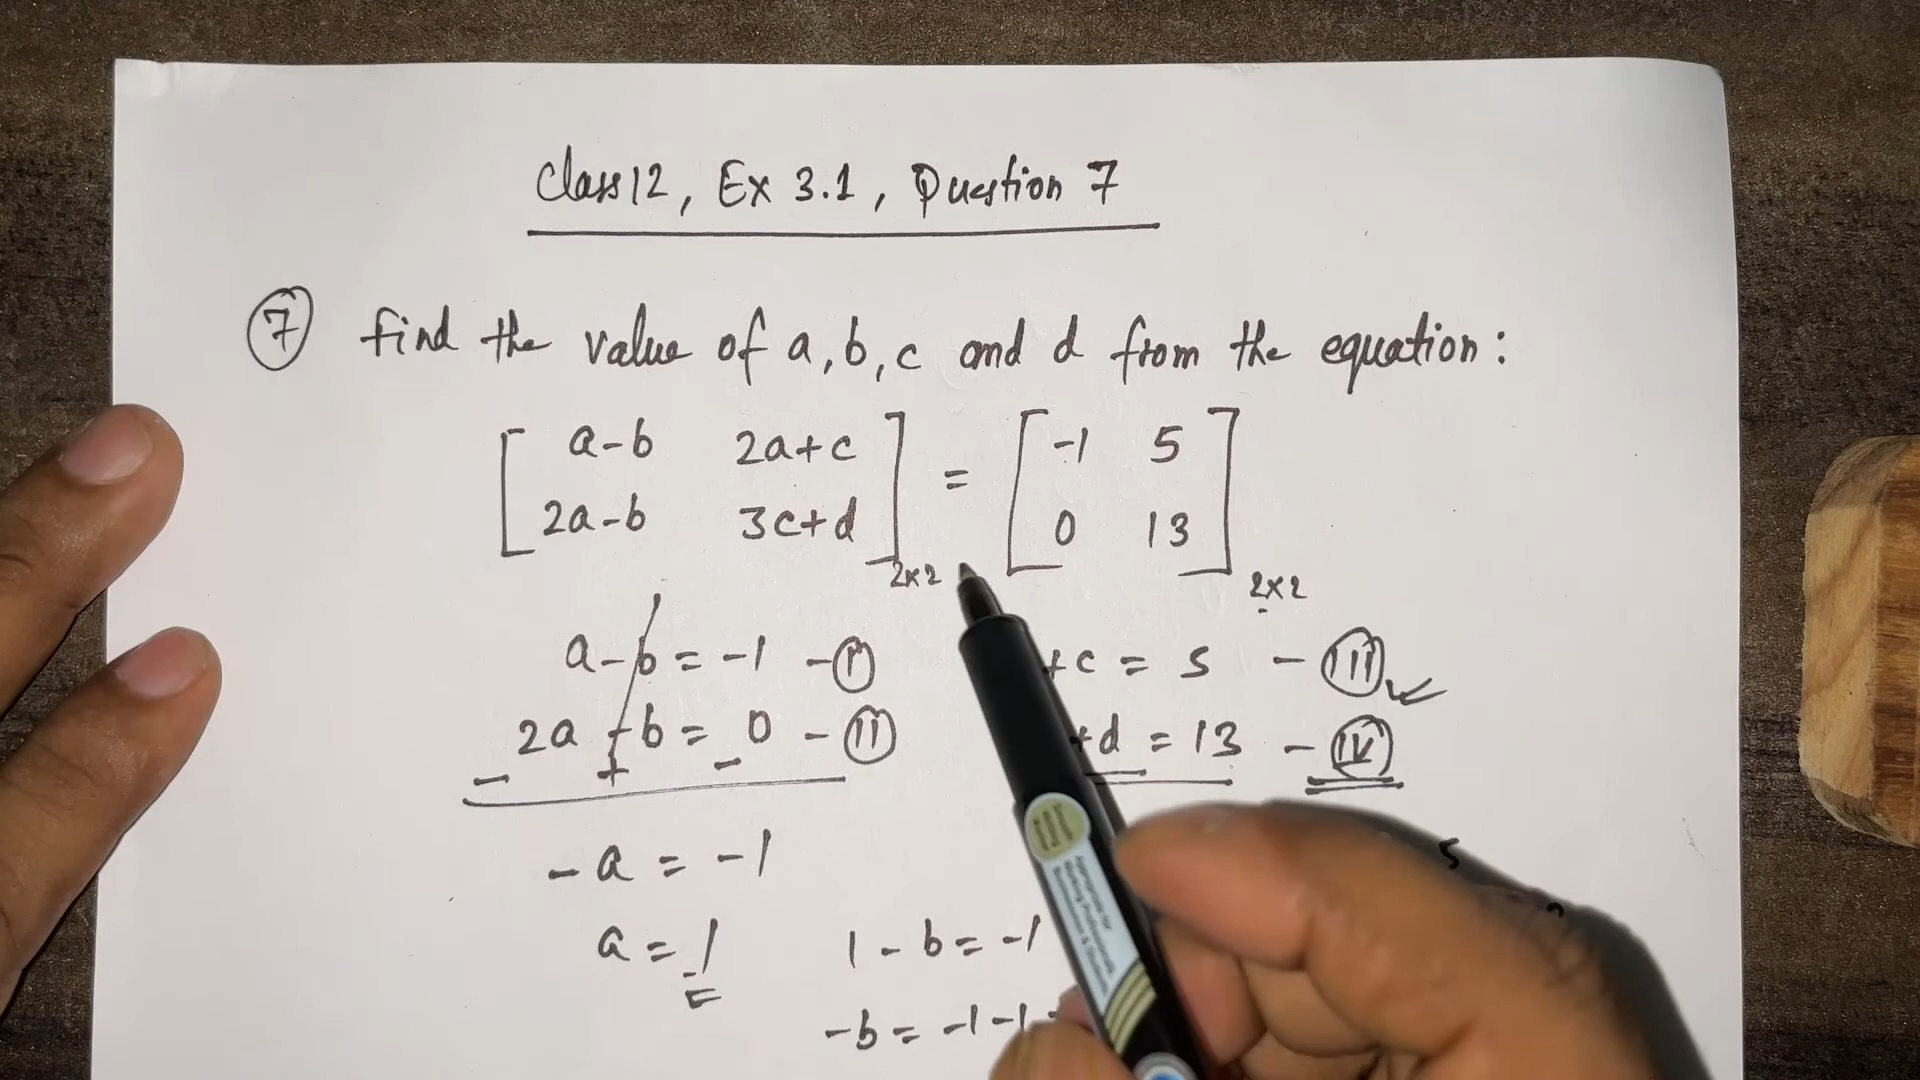 Class 12, Ex 3.1, Question 7
7 find the value of a, b, c and d from the equation:
[ a-b 2a+c ] = [ -1 5 ]
[ 2a-b 3c+d ] 2x2 [ 0 13 ] 2x2
a-b = -1 - I +c = 5 - III
2a-b = 0 - II +d = 13 - IV
- + -
-a = -1
a = 1 1 - b = -1
-b = -1-1